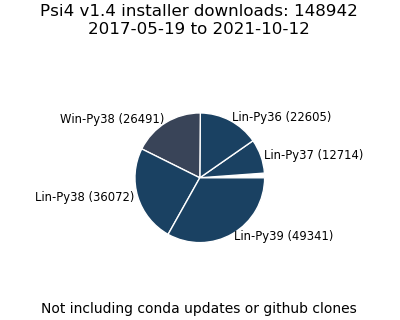 Psi4 v1.4 installer downloads: 148942
2017-05-19 to 2021-10-12
Win-Py38 (26491)
Lin-Py36 (22605)
Lin-Py37 (12714)
Lin-Py38 (36072)
Lin-Py39 (49341)
Not including conda updates or github clones